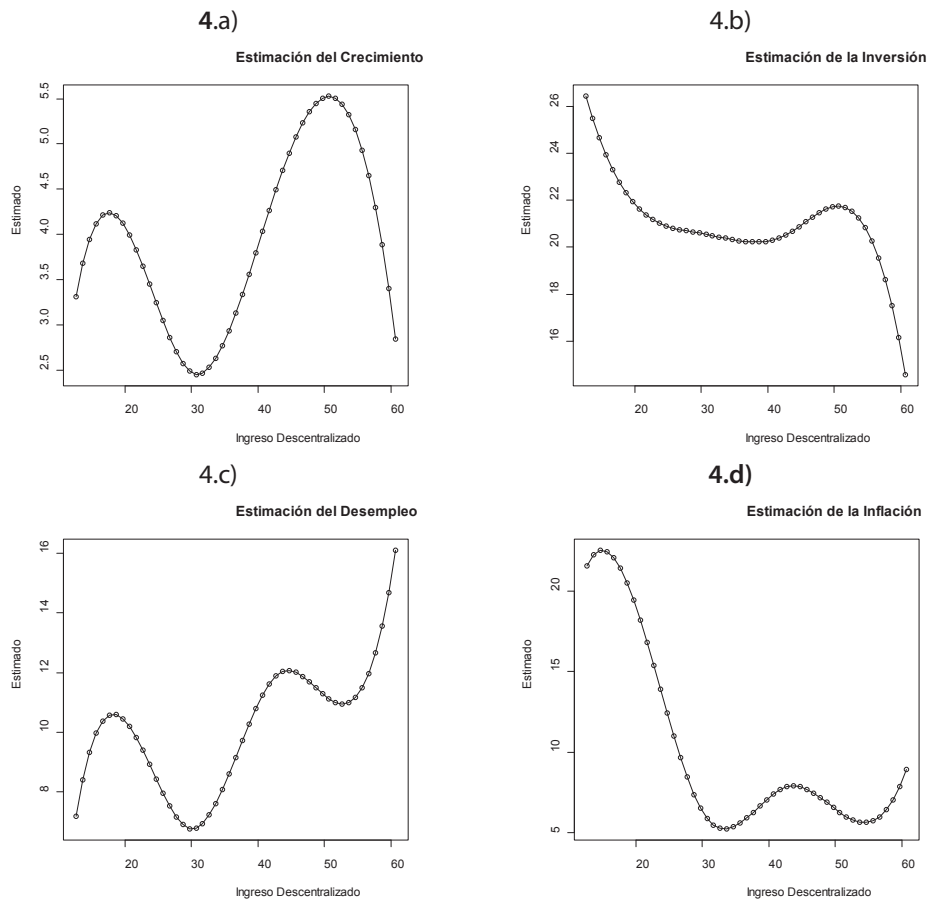 4.a)
Estimación del Crecimiento
5.5
5.0
4.5
4.0
3.5
3.0
2.5
Estimado
20 30 40 50 60
Ingreso Descentralizado
4.b)
Estimación de la Inversión
26
24
22
20
18
16
Estimado
20 30 40 50 60
Ingreso Descentralizado
4.c)
Estimación del Desempleo
16
14
12
10
8
Estimado
20 30 40 50 60
Ingreso Descentralizado
4.d)
Estimación de la Inflación
20
15
10
5
Estimado
20 30 40 50 60
Ingreso Descentralizado